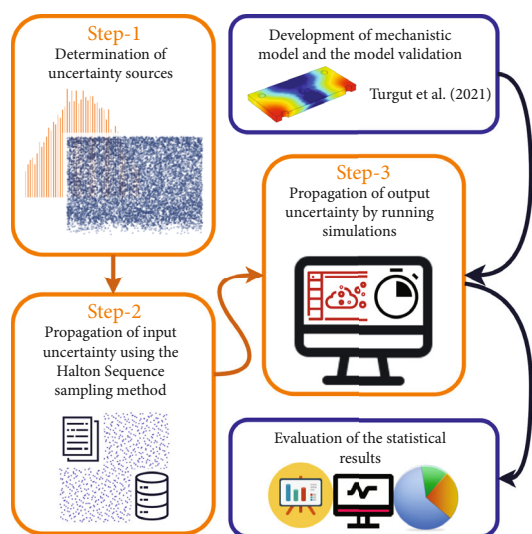 Step-1
Determination of
uncertainty sources
Development of mechanistic
model and the model validation
Turgut et al. (2021)
Step-2
Propagation of input
uncertainty using the
Halton Sequence
sampling method
Step-3
Propagation of output
uncertainty by running
simulations
Evaluation of the statistical
results